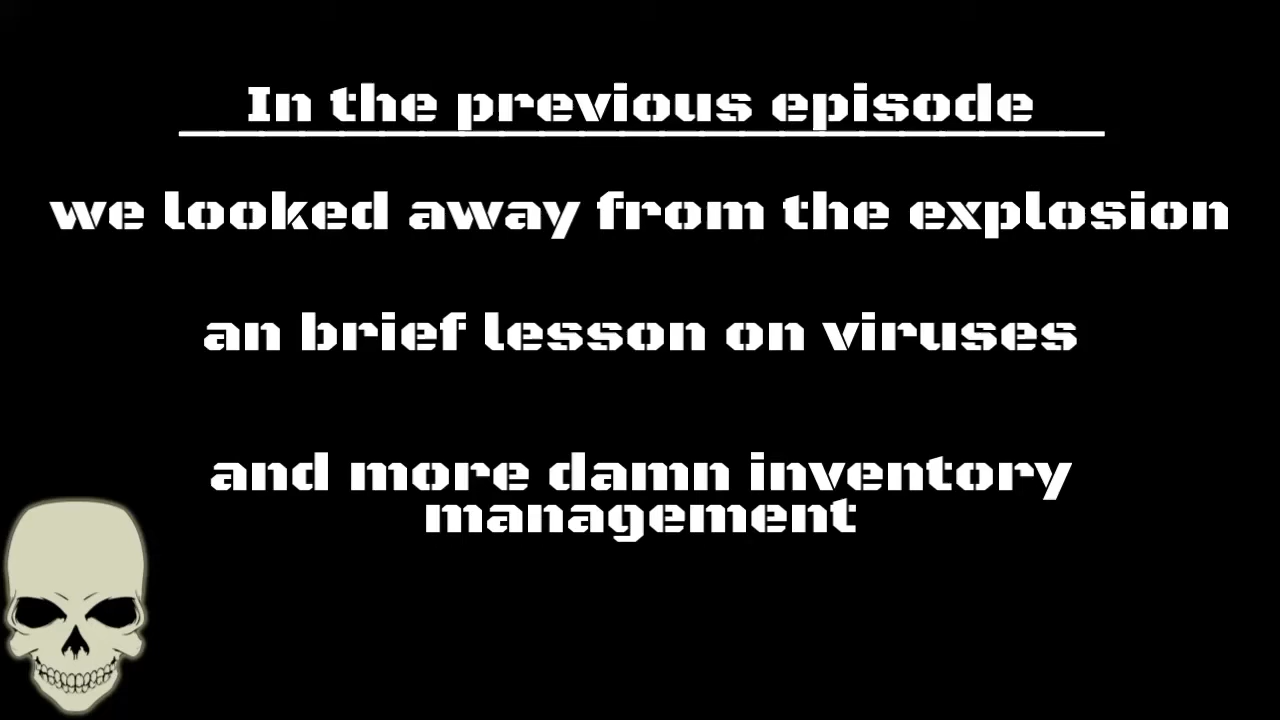 In the previous episode
we looked away from the explosion
an brief lesson on viruses
and more damn inventory
management